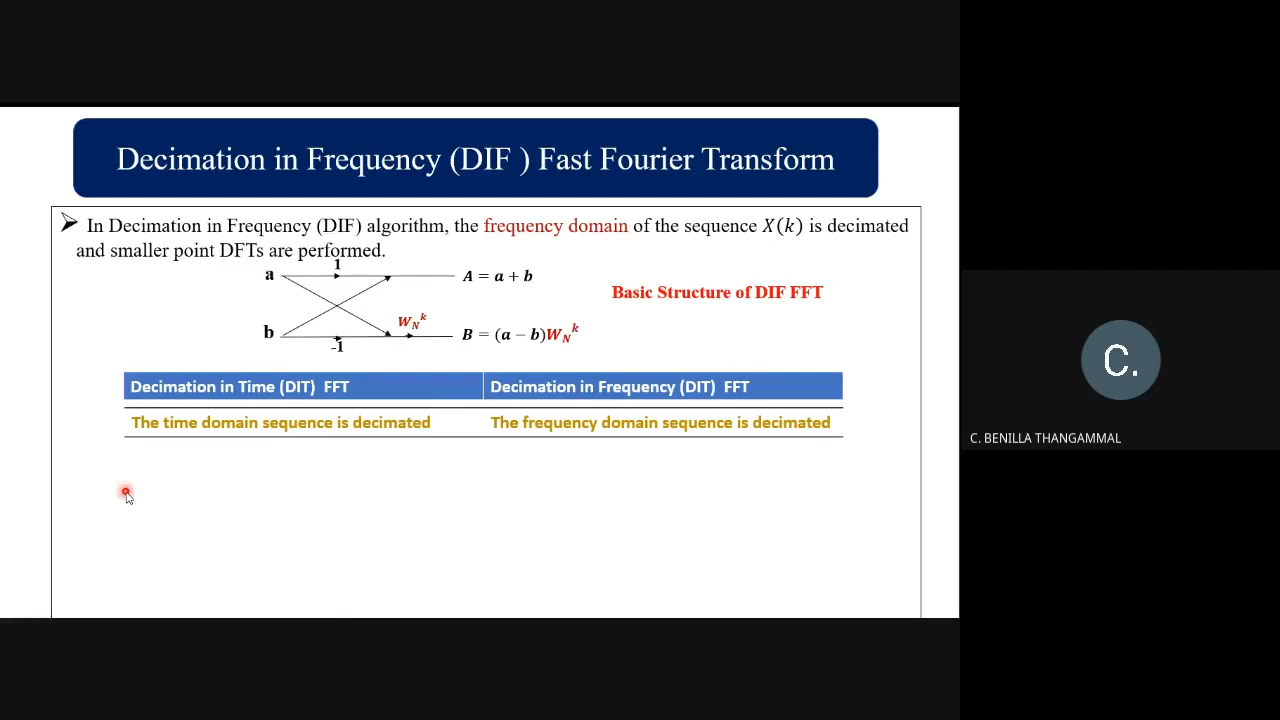 Decimation in Frequency (DIF ) Fast Fourier Transform
In Decimation in Frequency (DIF) algorithm, the frequency domain of the sequence X(k) is decimated
and smaller point DFTs are performed.
a 1 A = a + b
Basic Structure of DIF FFT
b -1 W_N^k B = (a − b)W_N^k
Decimation in Time (DIT) FFT Decimation in Frequency (DIT) FFT
The time domain sequence is decimated The frequency domain sequence is decimated
C.
C. BENILLA THANGAMMAL